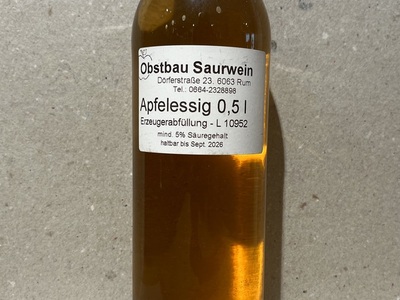 Obstbau Saurwein
Dörferstraße 23, 6063 Rum
Tel.: 0664-2328898
Apfelessig 0,5 l
Erzeugerabfüllung - L 10952
mind. 5% Säuregehalt
haltbar bis Sept. 2026